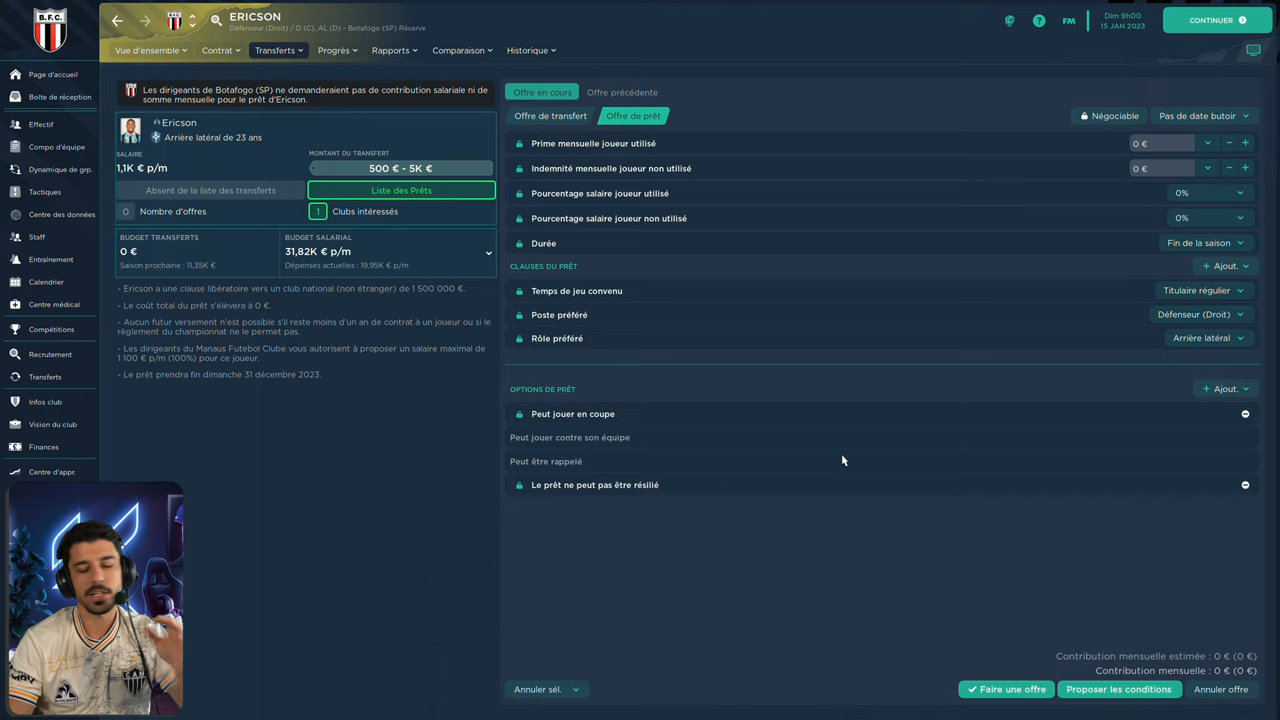 B F C
ERICSON
Défenseur (Droit) / D (C), AL (D) - Botafogo (SP) Réserve
FM
Dim 9h00
15 JAN 2023
CONTINUER
Vue d'ensemble
Contrat
Transferts
Progrès
Rapports
Comparaison
Historique
Page d'accueil
Boîte de réception
Effectif
Compo d'équipe
Dynamique de grp.
Tactiques
Centre des données
Staff
Entraînement
Calendrier
Centre médical
Compétitions
Recrutement
Transferts
Infos club
Vision du club
Finances
Centre d'appr.
Les dirigeants de Botafogo (SP) ne demanderaient pas de contribution salariale ni de
somme mensuelle pour le prêt d'Ericson.
Ericson
Arrière latéral de 23 ans
SALAIRE
1,1K € p/m
MONTANT DU TRANSFERT
500 € - 5K €
Absent de la liste des transferts
Liste des Prêts
0 Nombre d'offres
1 Clubs intéressés
BUDGET TRANSFERTS
0 €
Saison prochaine : 11,35K €
BUDGET SALARIAL
31,82K € p/m
Dépenses actuelles : 19,95K € p/m
- Ericson a une clause libératoire vers un club national (non étranger) de 1 500 000 €.
- Le coût total du prêt s'élèvera à 0 €.
- Aucun futur versement n'est possible s'il reste moins d'un an de contrat à un joueur ou si le
règlement du championnat ne le permet pas.
- Les dirigeants du Manaus Futebol Clube vous autorisent à proposer un salaire maximal de
1 100 € p/m (100%) pour ce joueur.
- Le prêt prendra fin dimanche 31 décembre 2023.
Offre en cours
Offre précédente
Offre de transfert
Offre de prêt
Négociable
Pas de date butoir
Prime mensuelle joueur utilisé
0 €
Indemnité mensuelle joueur non utilisé
0 €
Pourcentage salaire joueur utilisé
0%
Pourcentage salaire joueur non utilisé
0%
Durée
Fin de la saison
CLAUSES DU PRÊT
Ajout.
Temps de jeu convenu
Titulaire régulier
Poste préféré
Défenseur (Droit)
Rôle préféré
Arrière latéral
OPTIONS DE PRÊT
Ajout.
Peut jouer en coupe
Peut jouer contre son équipe
Peut être rappelé
Le prêt ne peut pas être résilié
Contribution mensuelle estimée : 0 € (0 €)
Contribution mensuelle : 0 € (0 €)
Annuler sél.
Faire une offre
Proposer les conditions
Annuler offre